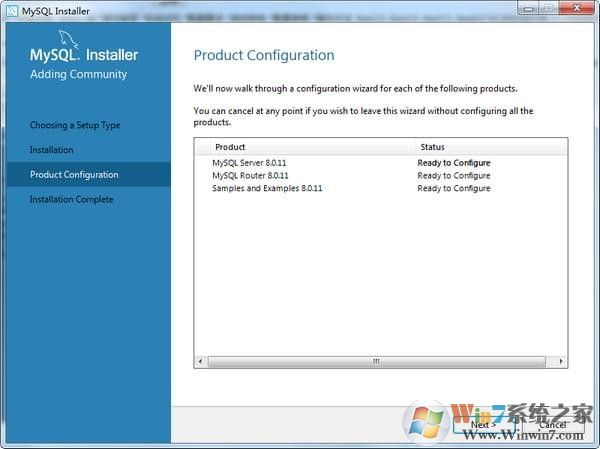 MySQL Installer
MySQL. Installer
Adding Community
Choosing a Setup Type
Installation
Product Configuration
Installation Complete
Product Configuration
We'll now walk through a configuration wizard for each of the following products.
You can cancel at any point if you wish to leave this wizard without configuring all the
products.
Product Status
MySQL Server 8.0.11 Ready to Configure
MySQL Router 8.0.11 Ready to Configure
Samples and Examples 8.0.11 Ready to Configure
Next > Cancel
Win7系统之家
www.Winwin7.com